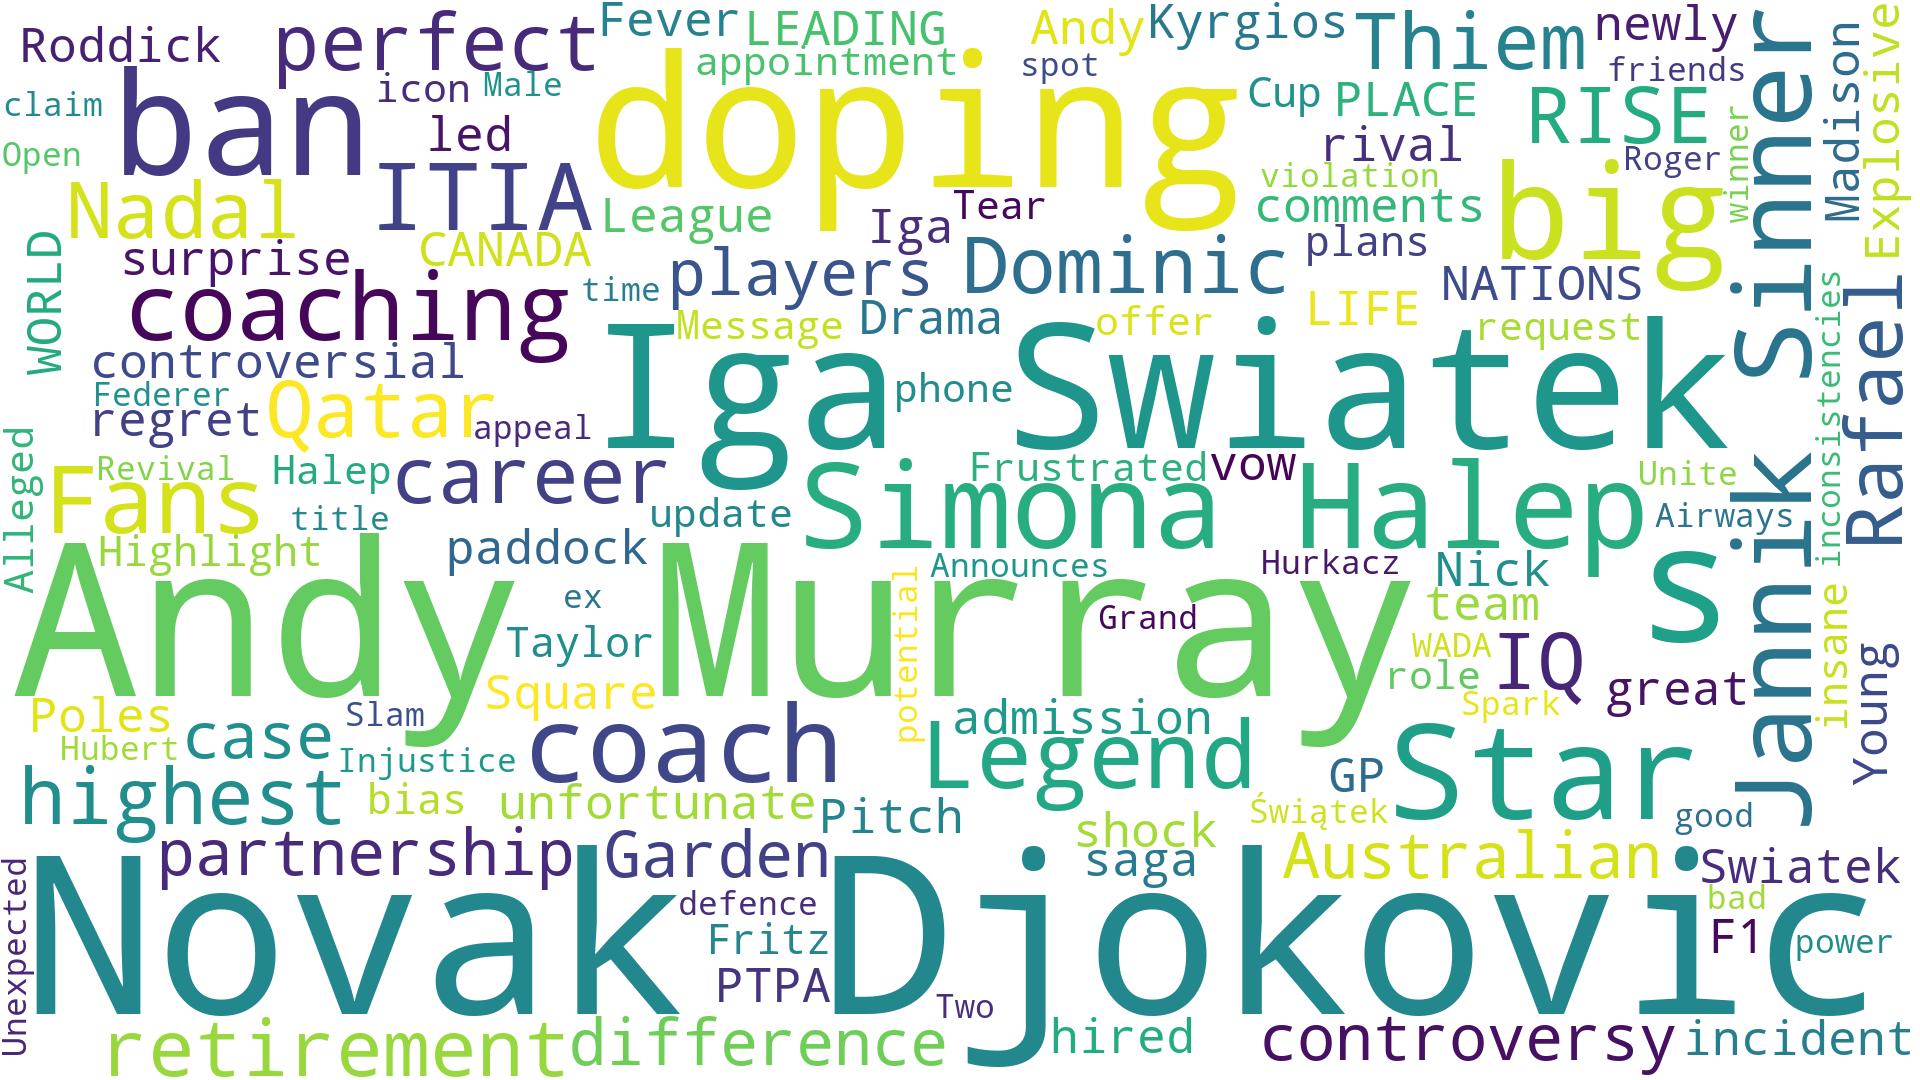 Roddick
perfect
Fever
LEADING
Andy
Kyrgios
Thiem
newly
Explosive
claim
ban
icon
Male
appointment
spot
friends
Madison
doping
Cup
PLACE
RISE
Open
led
rival
Roger
winner
Sinner
Jannik
Nadal
ITIA
League
Iga
Tear
violation
comments
big
WORLD
surprise
CANADA
players
Dominic
plans
NATIONS
coaching
time
Message
Drama
offer
LIFE
request
inconsistencies
Rafael
controversial
Iga Swiatek
Federer
regret
Qatar
appeal
phone
Alleged
Fans
Revival
Halep
career
Frustrated
vow
Unite
Simona Halep
title
update
Airways
Highlight
paddock
Announces
Hurkacz
Nick
s
Andy Murray
ex
potential
Grand
team
insane
Young
Taylor
WADA
IQ
role
Square
Spark
great
Poles
Slam
Hubert
case
Injustice
coach
admission
Legend
GP
Star
highest
bias
unfortunate
Pitch
Świątek
good
shock
partnership
Garden
saga
Australian
Swiatek
Unexpected
Novak Djokovic
defence
bad
Fritz
F1
power
PTPA
Two
retirement
difference
hired
controversy
incident